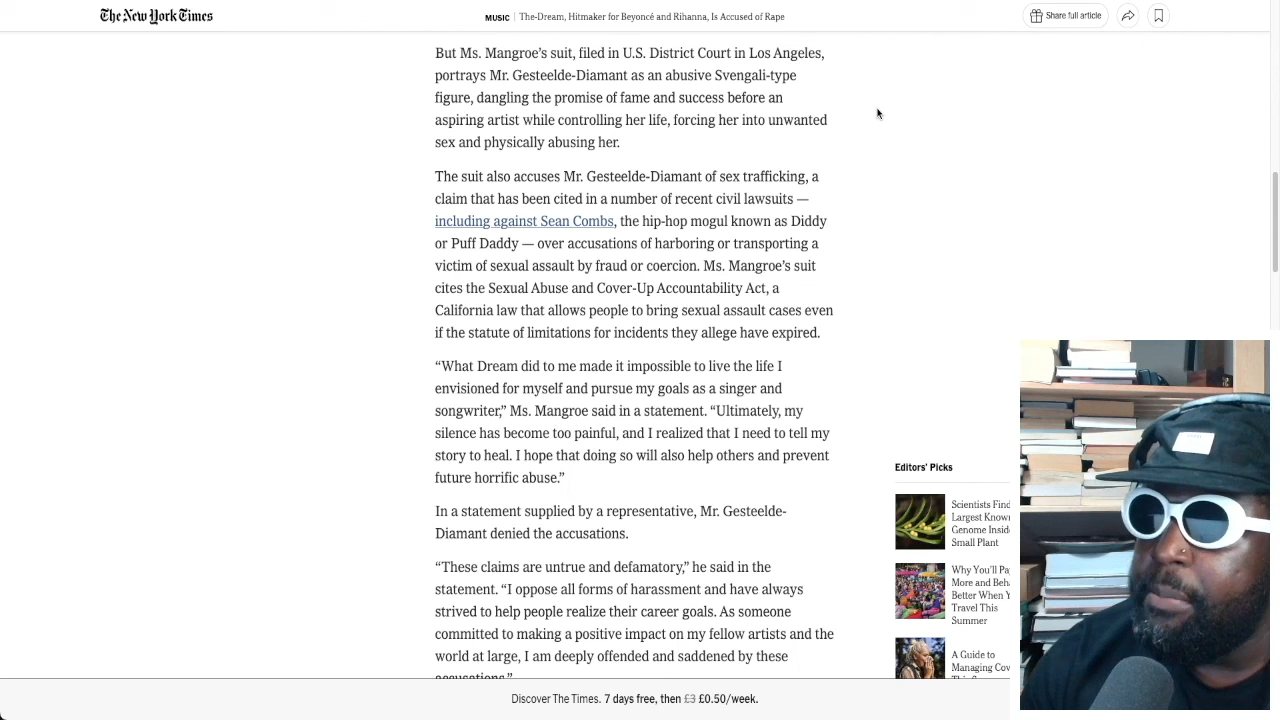 The New York Times
MUSIC | The-Dream, Hitmaker for Beyoncé and Rihanna, Is Accused of Rape
Share full article
But Ms. Mangroe’s suit, filed in U.S. District Court in Los Angeles,
portrays Mr. Gesteelde-Diamant as an abusive Svengali-type
figure, dangling the promise of fame and success before an
aspiring artist while controlling her life, forcing her into unwanted
sex and physically abusing her.
The suit also accuses Mr. Gesteelde-Diamant of sex trafficking, a
claim that has been cited in a number of recent civil lawsuits —
including against Sean Combs, the hip-hop mogul known as Diddy
or Puff Daddy — over accusations of harboring or transporting a
victim of sexual assault by fraud or coercion. Ms. Mangroe’s suit
cites the Sexual Abuse and Cover-Up Accountability Act, a
California law that allows people to bring sexual assault cases even
if the statute of limitations for incidents they allege have expired.
“What Dream did to me made it impossible to live the life I
envisioned for myself and pursue my goals as a singer and
songwriter,” Ms. Mangroe said in a statement. “Ultimately, my
silence has become too painful, and I realized that I need to tell my
story to heal. I hope that doing so will also help others and prevent
future horrific abuse.”
In a statement supplied by a representative, Mr. Gesteelde-
Diamant denied the accusations.
“These claims are untrue and defamatory,” he said in the
statement. “I oppose all forms of harassment and have always
strived to help people realize their career goals. As someone
committed to making a positive impact on my fellow artists and the
world at large, I am deeply offended and saddened by these
accusations.”
Editors’ Picks
Scientists Find
Largest Known
Genome Inside
Small Plant
Why You’ll Pa
More and Beha
Better When Y
Travel This
Summer
A Guide to
Managing Cov
Discover The Times. 7 days free, then £3 £0.50/week.